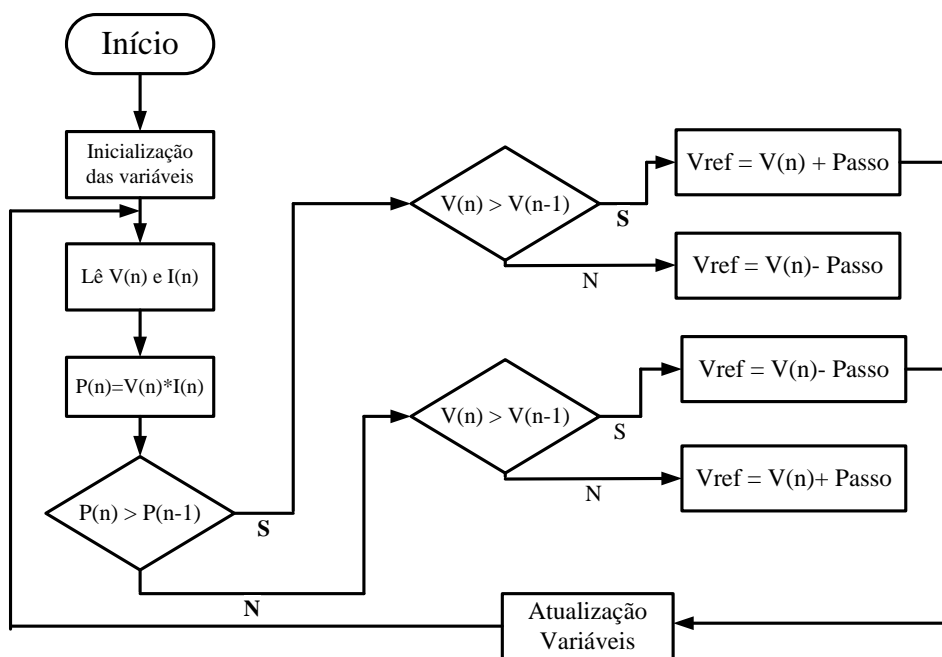 Início
Inicialização
das variáveis
Lê V(n) e I(n)
P(n)=V(n)*I(n)
P(n) > P(n-1)
S
N
V(n) > V(n-1)
S
N
Vref = V(n) + Passo
Vref = V(n)- Passo
V(n) > V(n-1)
S
N
Vref = V(n)- Passo
Vref = V(n)+ Passo
Atualização
Variáveis